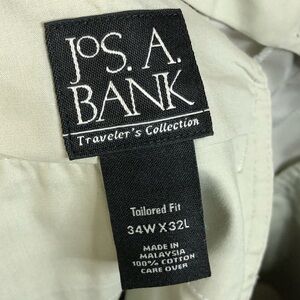 JOS. A.
BANK
Traveler's Collection
Tailored Fit
34W X 32L
MADE IN
MALAYSIA
100% COTTON
CARE OVER